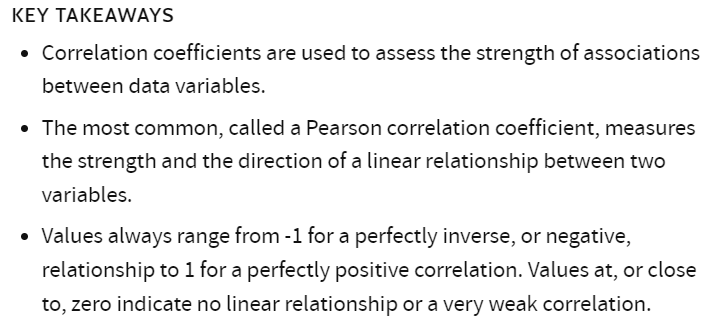 KEY TAKEAWAYS
• Correlation coefficients are used to assess the strength of associations
between data variables.
• The most common, called a Pearson correlation coefficient, measures
the strength and the direction of a linear relationship between two
variables.
• Values always range from -1 for a perfectly inverse, or negative,
relationship to 1 for a perfectly positive correlation. Values at, or close
to, zero indicate no linear relationship or a very weak correlation.